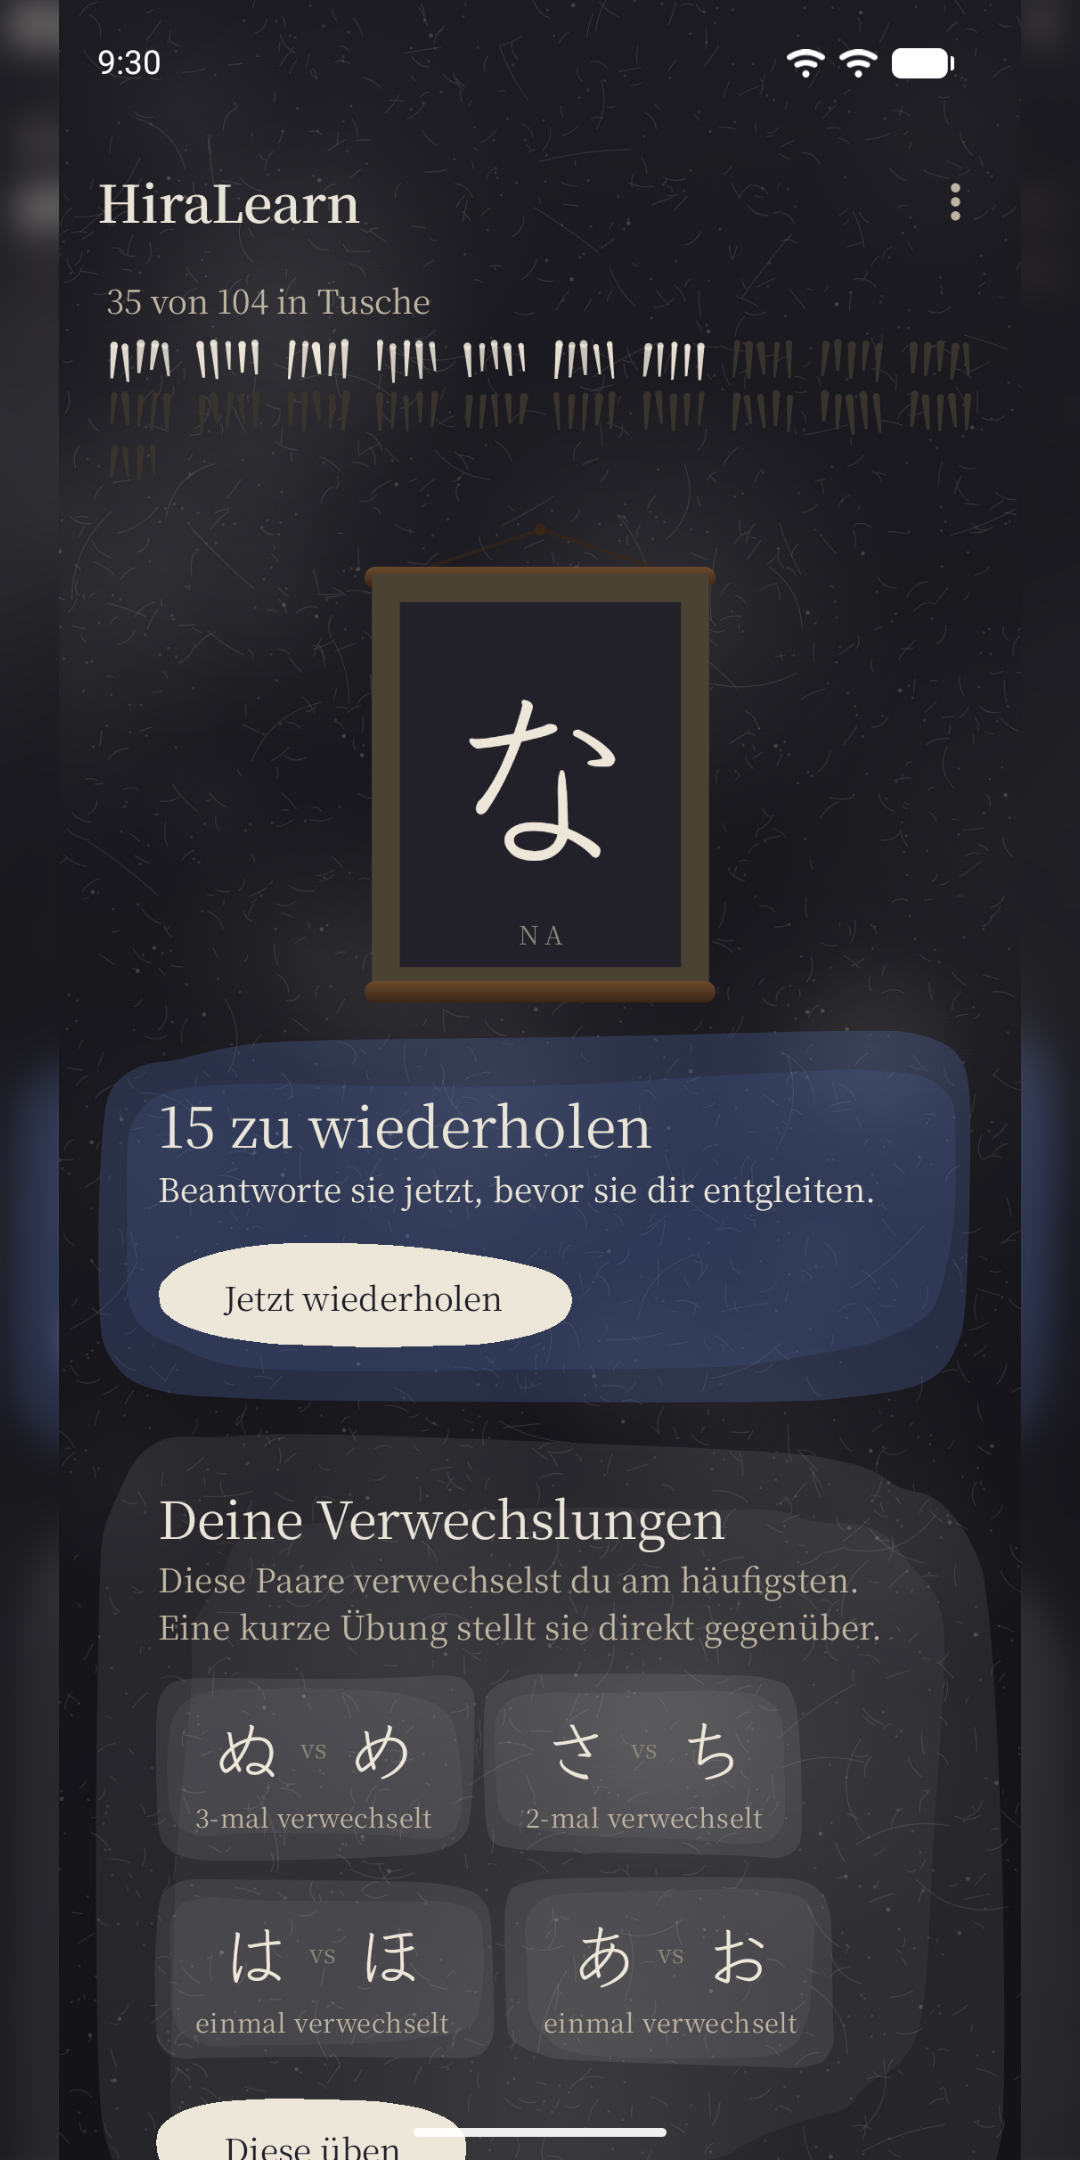 9:30
HiraLearn
35 von 104 in Tusche
な
NA
15 zu wiederholen
Beantworte sie jetzt, bevor sie dir entgleiten.
Jetzt wiederholen
Deine Verwechslungen
Diese Paare verwechselst du am häufigsten.
Eine kurze Übung stellt sie direkt gegenüber.
ぬ vs め
3-mal verwechselt
さ vs ち
2-mal verwechselt
は vs ほ
einmal verwechselt
あ vs お
einmal verwechselt
Diese üben